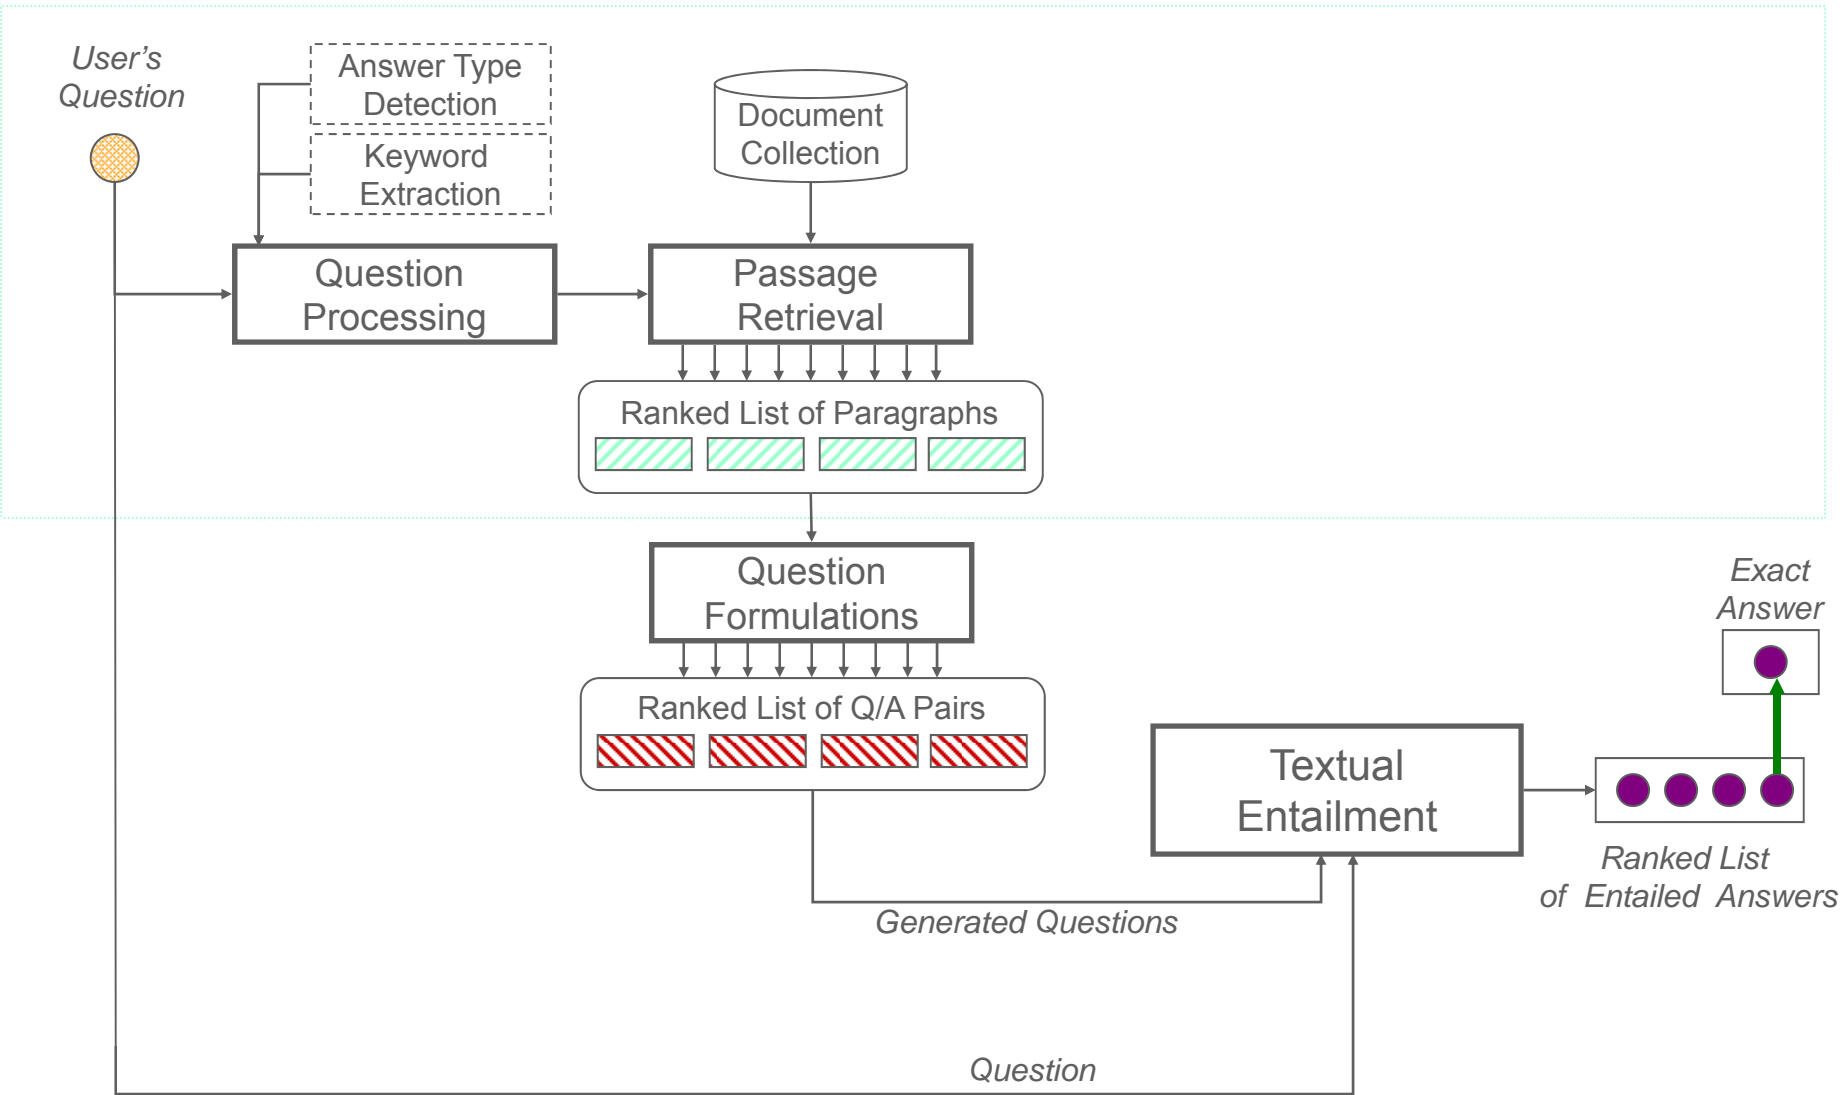 User's
Question
Answer Type
Detection
Keyword
Extraction
Document
Collection
Question
Processing
Passage
Retrieval
Ranked List of Paragraphs
Question
Formulations
Ranked List of Q/A Pairs
Exact
Answer
Textual
Entailment
Ranked List
of Entailed Answers
Generated Questions
Question